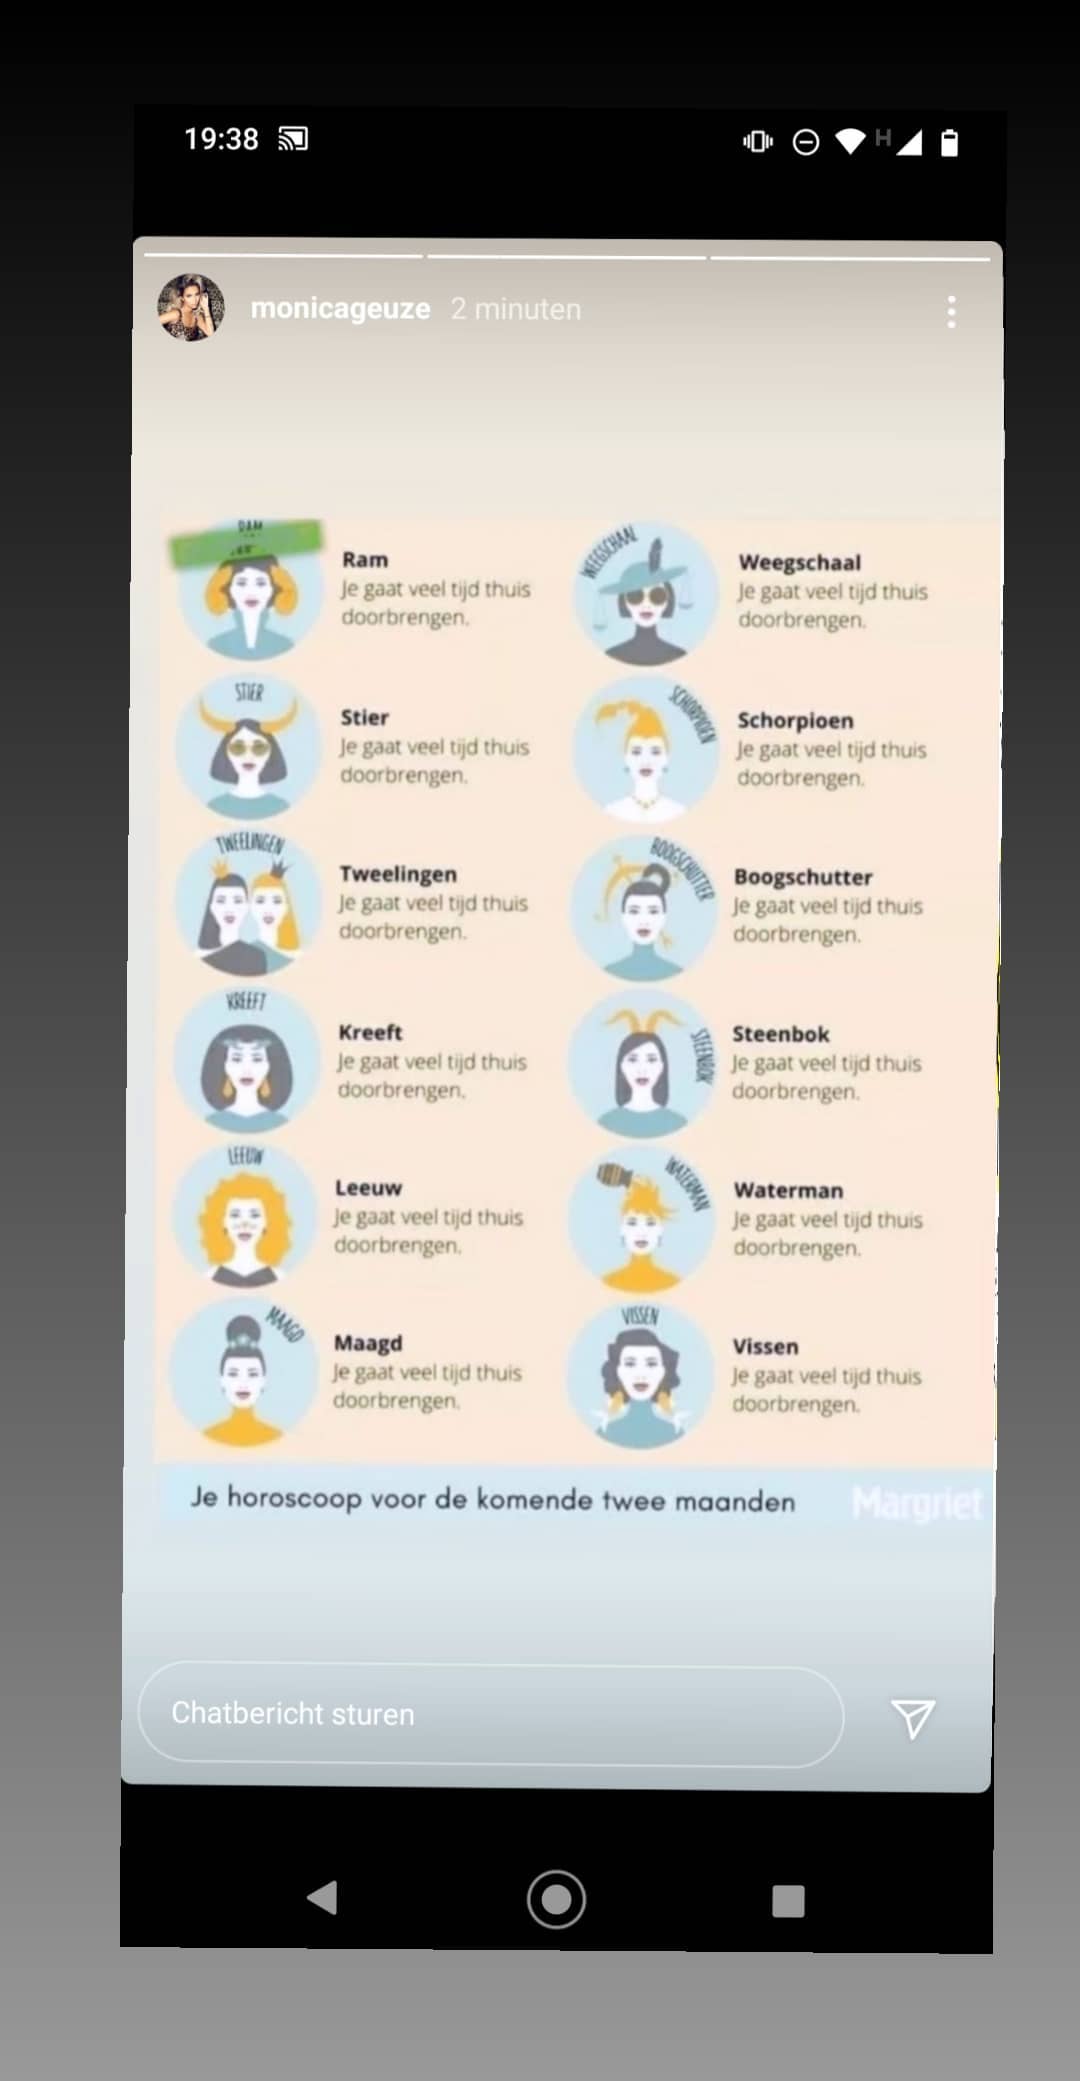 19:38
H
monicageuze 2 minuten
Ram
Je gaat veel tijd thuis
doorbrengen.
STIER
Stier
Je gaat veel tijd thuis
doorbrengen.
TWEELINGEN
Tweelingen
Je gaat veel tijd thuis
doorbrengen.
KREEFT
Kreeft
Je gaat veel tijd thuis
doorbrengen.
LEEUW
Leeuw
Je gaat veel tijd thuis
doorbrengen.
MAAGD
Maagd
Je gaat veel tijd thuis
doorbrengen.
WEEGSCHAAL
Weegschaal
Je gaat veel tijd thuis
doorbrengen.
SCHORPIOEN
Schorpioen
Je gaat veel tijd thuis
doorbrengen.
BOOGSCHUTTER
Boogschutter
Je gaat veel tijd thuis
doorbrengen.
STEENBOK
Steenbok
Je gaat veel tijd thuis
doorbrengen.
WATERMAN
Waterman
Je gaat veel tijd thuis
doorbrengen.
VISSEN
Vissen
Je gaat veel tijd thuis
doorbrengen.
Je horoscoop voor de komende twee maanden
Margriet
Chatbericht sturen